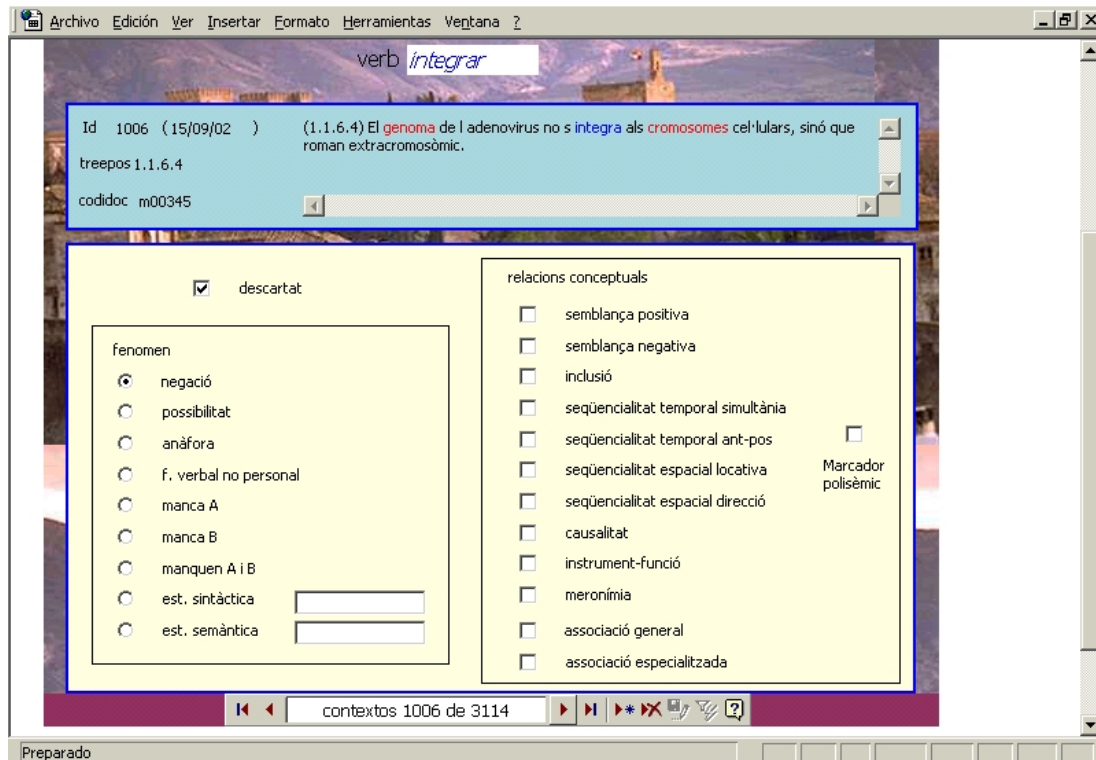 Archivo Edición Ver Insertar Formato Herramientas Ventana ?
verb integrar
Id 1006 (15/09/02 )
(1.1.6.4) El genoma de l adenovirus no s integra als cromosomes cel·lulars, sinó que
roman extracromosòmic.
treepos 1.1.6.4
codidoc m00345
descartat
fenomen
negació
possibilitat
anàfora
f. verbal no personal
manca A
manca B
manquen A i B
est. sintàctica
est. semàntica
relacions conceptuals
semblança positiva
semblança negativa
inclusió
seqüencialitat temporal simultània
seqüencialitat temporal ant-pos
seqüencialitat espacial locativa
seqüencialitat espacial direcció
causalitat
instrument-funció
meronímia
associació general
associació especialitzada
Marcador
polisèmic
contextos 1006 de 3114
Preparado